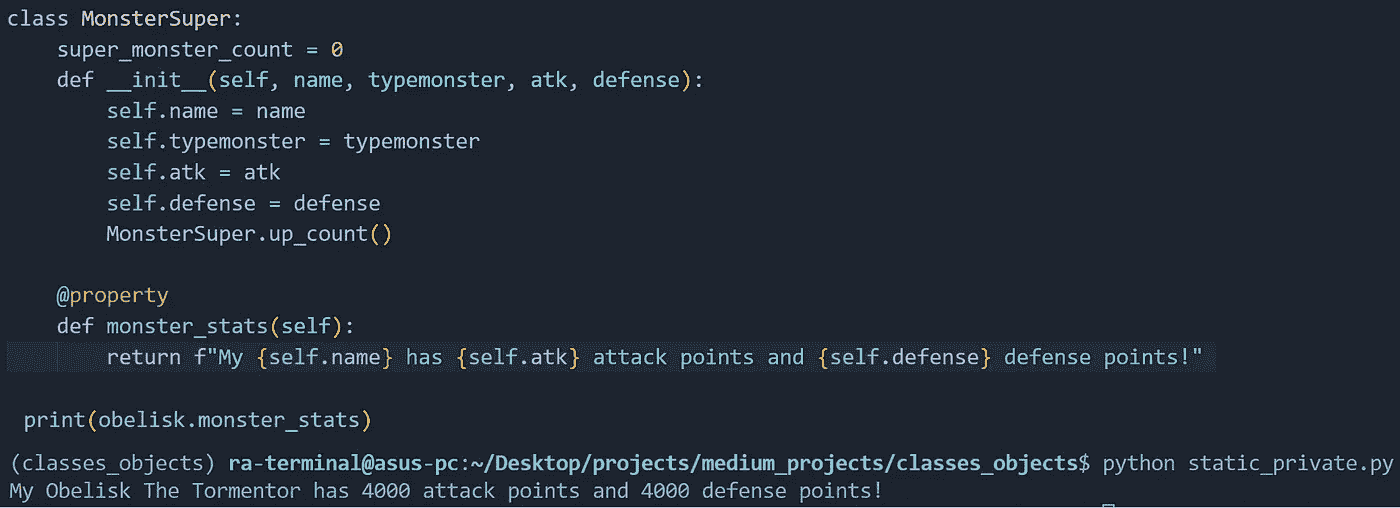 class MonsterSuper:
    super_monster_count = 0
    def __init__(self, name, typemonster, atk, defense):
        self.name = name
        self.typemonster = typemonster
        self.atk = atk
        self.defense = defense
        MonsterSuper.up_count()
    @property
    def monster_stats(self):
        return f"My {self.name} has {self.atk} attack points and {self.defense} defense points!"
print(obelisk.monster_stats)
(classes_objects) ra-terminal@asus-pc:~/Desktop/projects/medium_projects/classes_objects$ python static_private.py
My Obelisk The Tormentor has 4000 attack points and 4000 defense points!